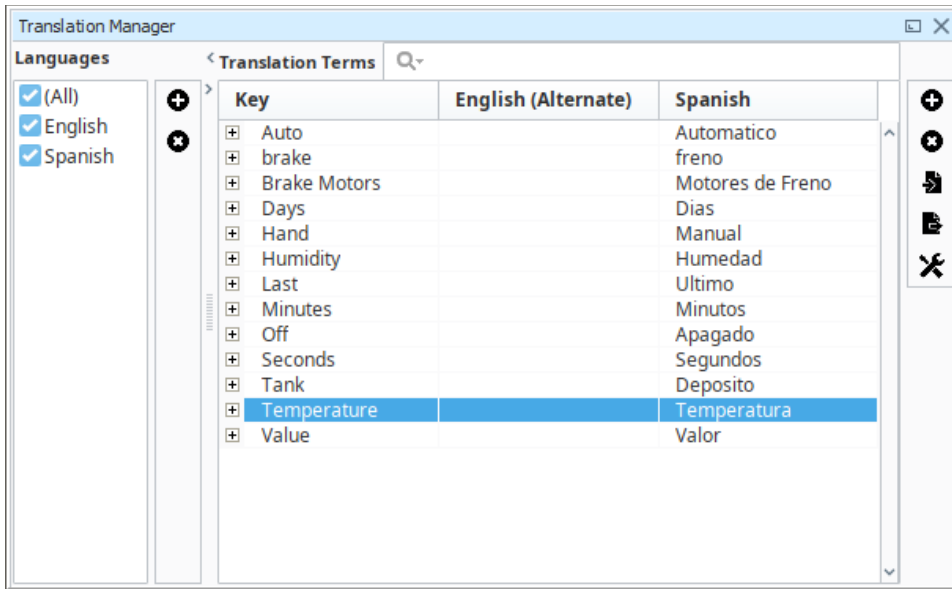 Translation Manager
Languages
Translation Terms
(All)
English
Spanish
Key English (Alternate) Spanish
Auto Automatico
brake freno
Brake Motors Motores de Freno
Days Dias
Hand Manual
Humidity Humedad
Last Ultimo
Minutes Minutos
Off Apagado
Seconds Segundos
Tank Deposito
Temperature Temperatura
Value Valor